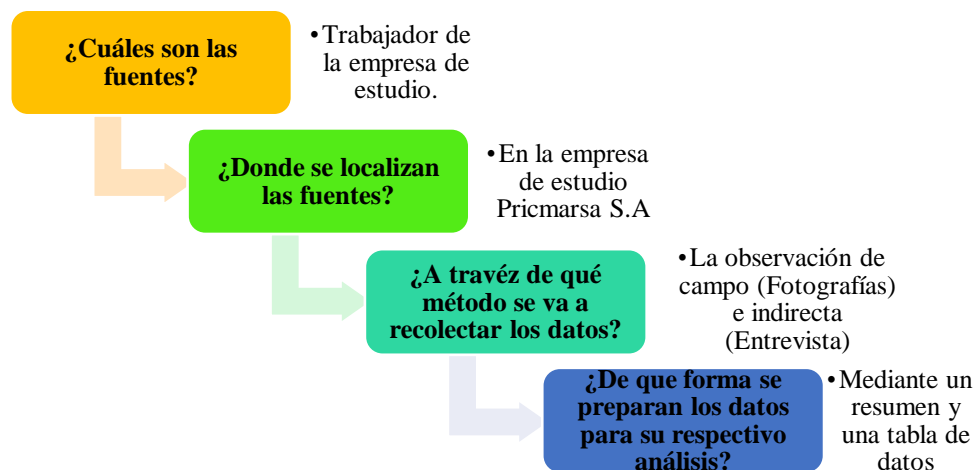 ¿Cuáles son las
fuentes?
•Trabajador de
la empresa de
estudio.
¿Donde se localizan
las fuentes?
•En la empresa
de estudio
Pricmarsa S.A
¿A travéz de qué
método se va a
recolectar los datos?
•La observación de
campo (Fotografías)
e indirecta
(Entrevista)
¿De que forma se
preparan los datos
para su respectivo
análisis?
•Mediante un
resumen y
una tabla de
datos